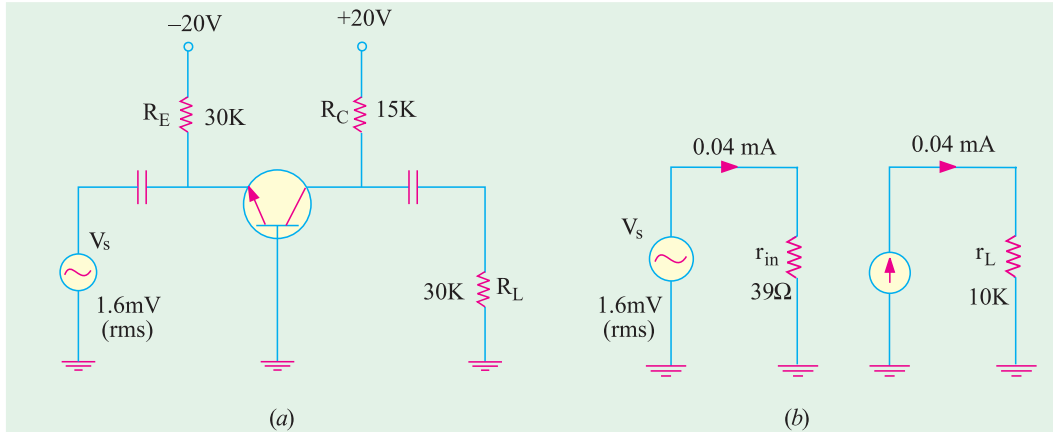 –20V
+20V
R_E 30K
R_C 15K
V_s
1.6mV
(rms)
30K R_L
(a)
0.04 mA
V_s
1.6mV
(rms)
r_in
39Ω
0.04 mA
r_L
10K
(b)